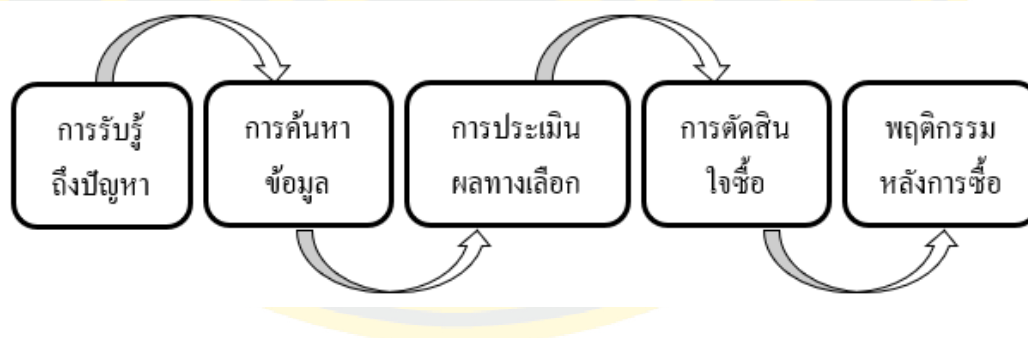 การรับรู้
ถึงปัญหา
การค้นหา
ข้อมูล
การประเมิน
ผลทางเลือก
การตัดสิน
ใจซื้อ
พฤติกรรม
หลังการซื้อ